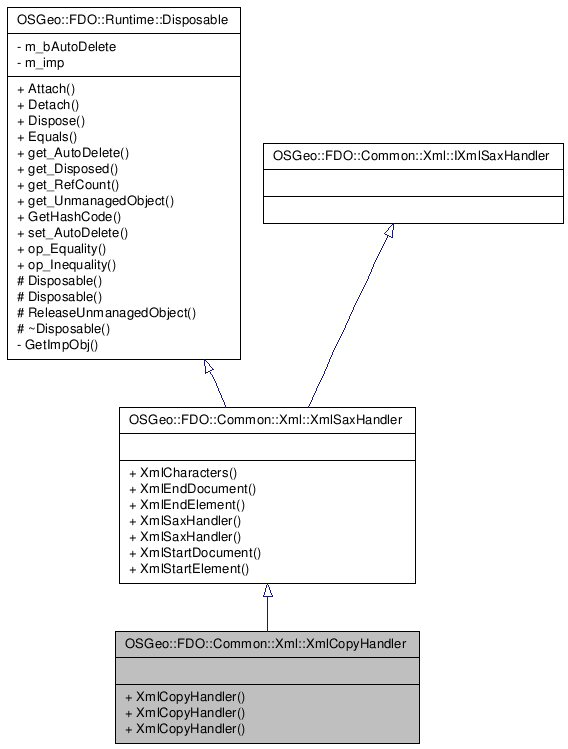 OSGeo::FDO::Runtime::Disposable
- m_bAutoDelete
- m_imp
+ Attach()
+ Detach()
+ Dispose()
+ Equals()
+ get_AutoDelete()
+ get_Disposed()
+ get_RefCount()
+ get_UnmanagedObject()
+ GetHashCode()
+ set_AutoDelete()
+ op_Equality()
+ op_Inequality()
# Disposable()
# Disposable()
# ReleaseUnmanagedObject()
# ~Disposable()
- GetImpObj()
OSGeo::FDO::Common::Xml::IXmlSaxHandler
OSGeo::FDO::Common::Xml::XmlSaxHandler
+ XmlCharacters()
+ XmlEndDocument()
+ XmlEndElement()
+ XmlSaxHandler()
+ XmlSaxHandler()
+ XmlStartDocument()
+ XmlStartElement()
OSGeo::FDO::Common::Xml::XmlCopyHandler
+ XmlCopyHandler()
+ XmlCopyHandler()
+ XmlCopyHandler()